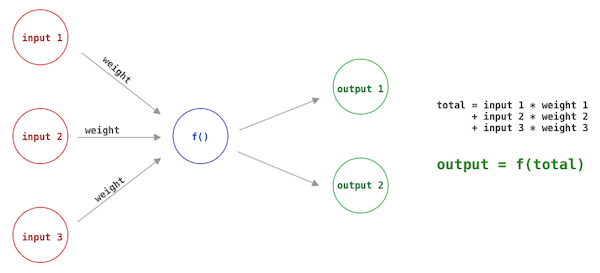 input 1
weight
input 2
weight
f()
weight
input 3
output 1
output 2
total = input 1 * weight 1
+ input 2 * weight 2
+ input 3 * weight 3
output = f(total)